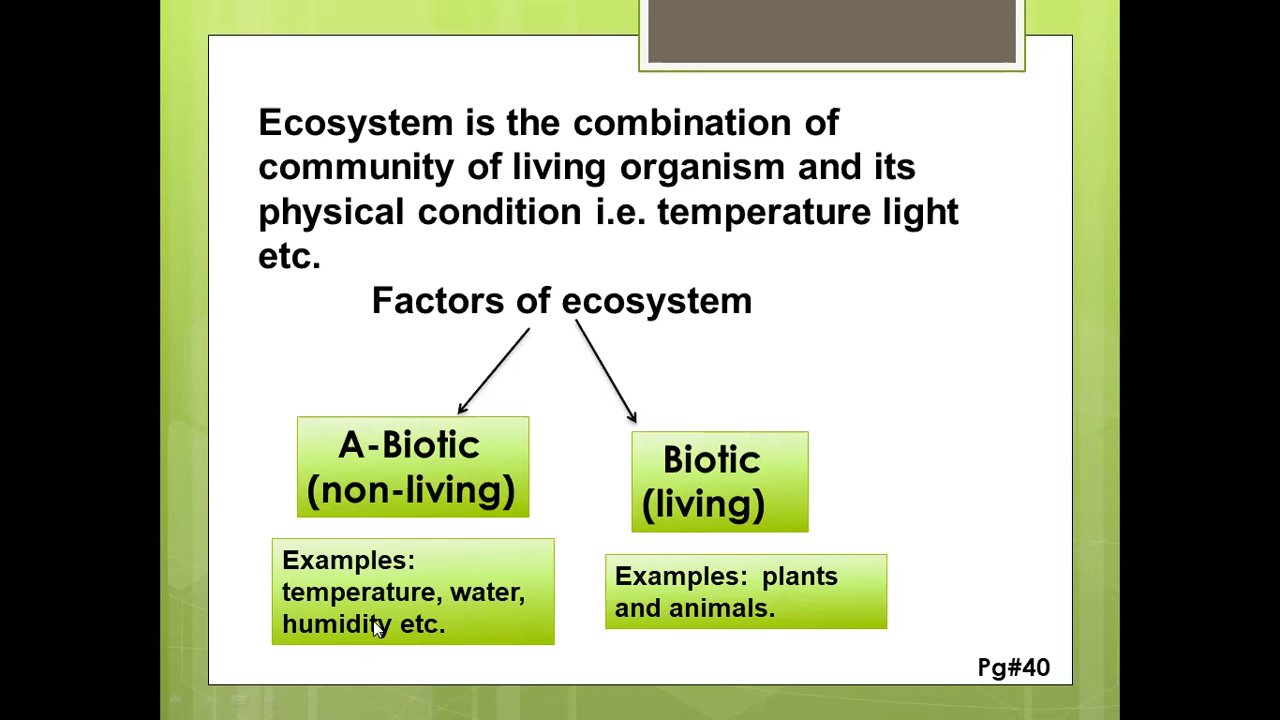 Ecosystem is the combination of
community of living organism and its
physical condition i.e. temperature light
etc.
Factors of ecosystem
A-Biotic
(non-living)
Biotic
(living)
Examples:
temperature, water,
humidity etc.
Examples:  plants
and animals.
Pg#40